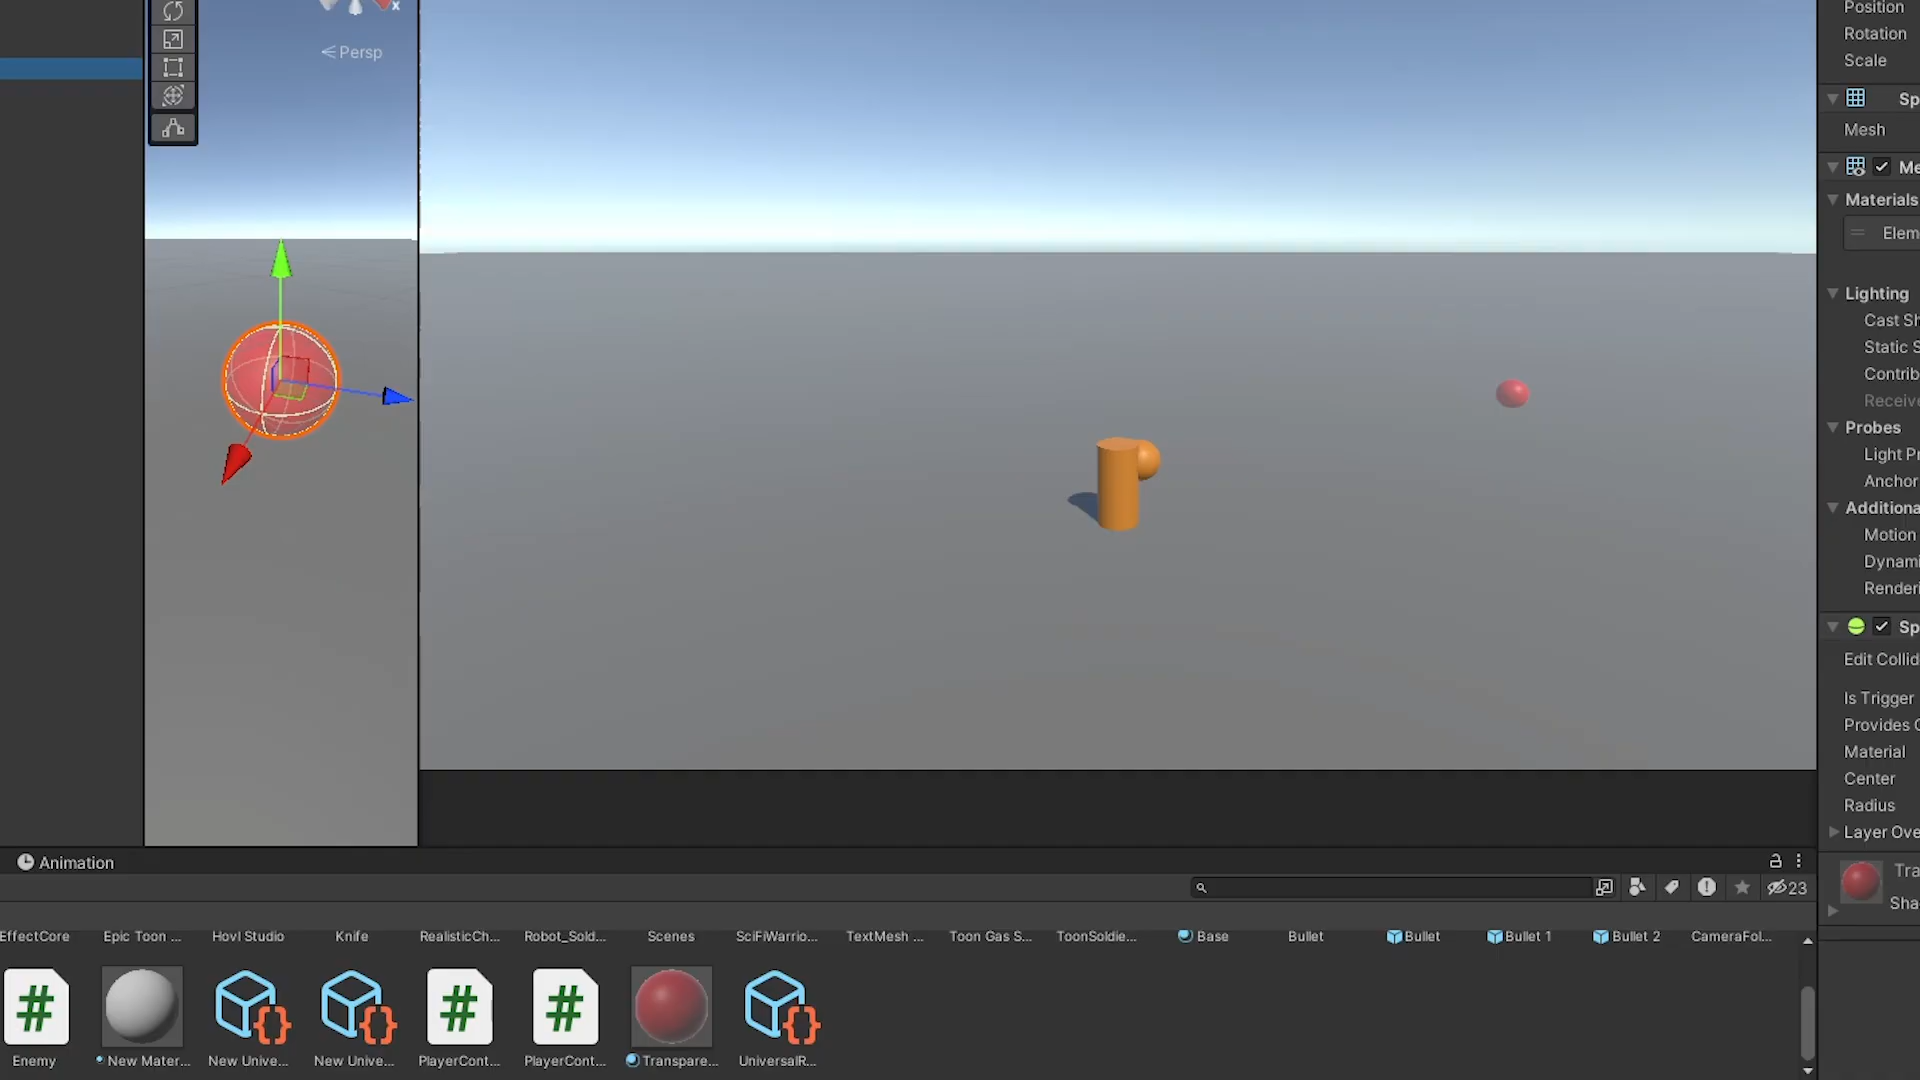 x
Persp
Position
Rotation
Scale
Sp
Mesh
Me
Materials
Elem
Lighting
Cast Sh
Static S
Contrib
Receive
Probes
Light Pr
Anchor
Additiona
Motion
Dynami
Renderi
Sp
Edit Collid
Is Trigger
Provides C
Material
Center
Radius
Layer Ove
Tra
Sha
Animation
23
EffectCore
Epic Toon ...
Hovl Studio
Knife
RealisticCh...
Robot_Sold...
Scenes
SciFiWarrio...
TextMesh ...
Toon Gas S...
ToonSoldie...
Base
Bullet
Bullet
Bullet 1
Bullet 2
CameraFol...
Enemy
New Mater...
New Unive...
New Unive...
PlayerCont...
PlayerCont...
Transpare...
UniversalR...